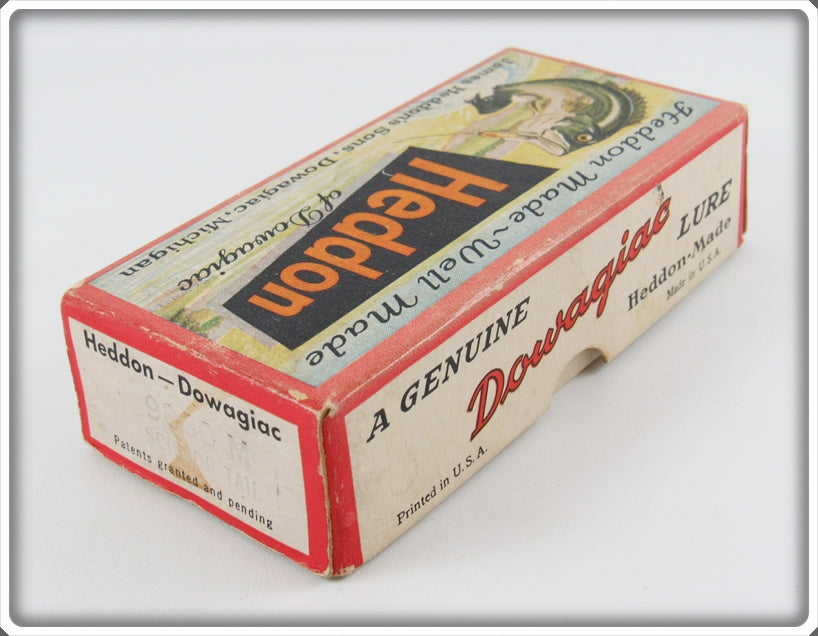 Heddon Made ~ Well Made
Heddon
of Dowagiac
James Heddon's Sons, Dowagiac, Michigan
Heddon – Dowagiac
M
TAIL
Patents granted and pending
A GENUINE
Dowagiac
LURE
Printed in U.S.A.
Heddon-Made
Made in U.S.A.